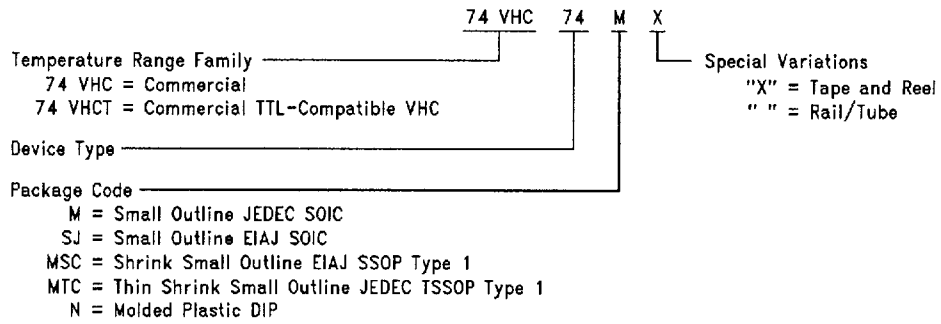 74 VHC 74 M X
Temperature Range Family
74 VHC = Commercial
74 VHCT = Commercial TTL-Compatible VHC
Special Variations
"X" = Tape and Reel
" " = Rail/Tube
Device Type
Package Code
M = Small Outline JEDEC SOIC
SJ = Small Outline EIAJ SOIC
MSC = Shrink Small Outline EIAJ SSOP Type 1
MTC = Thin Shrink Small Outline JEDEC TSSOP Type 1
N = Molded Plastic DIP